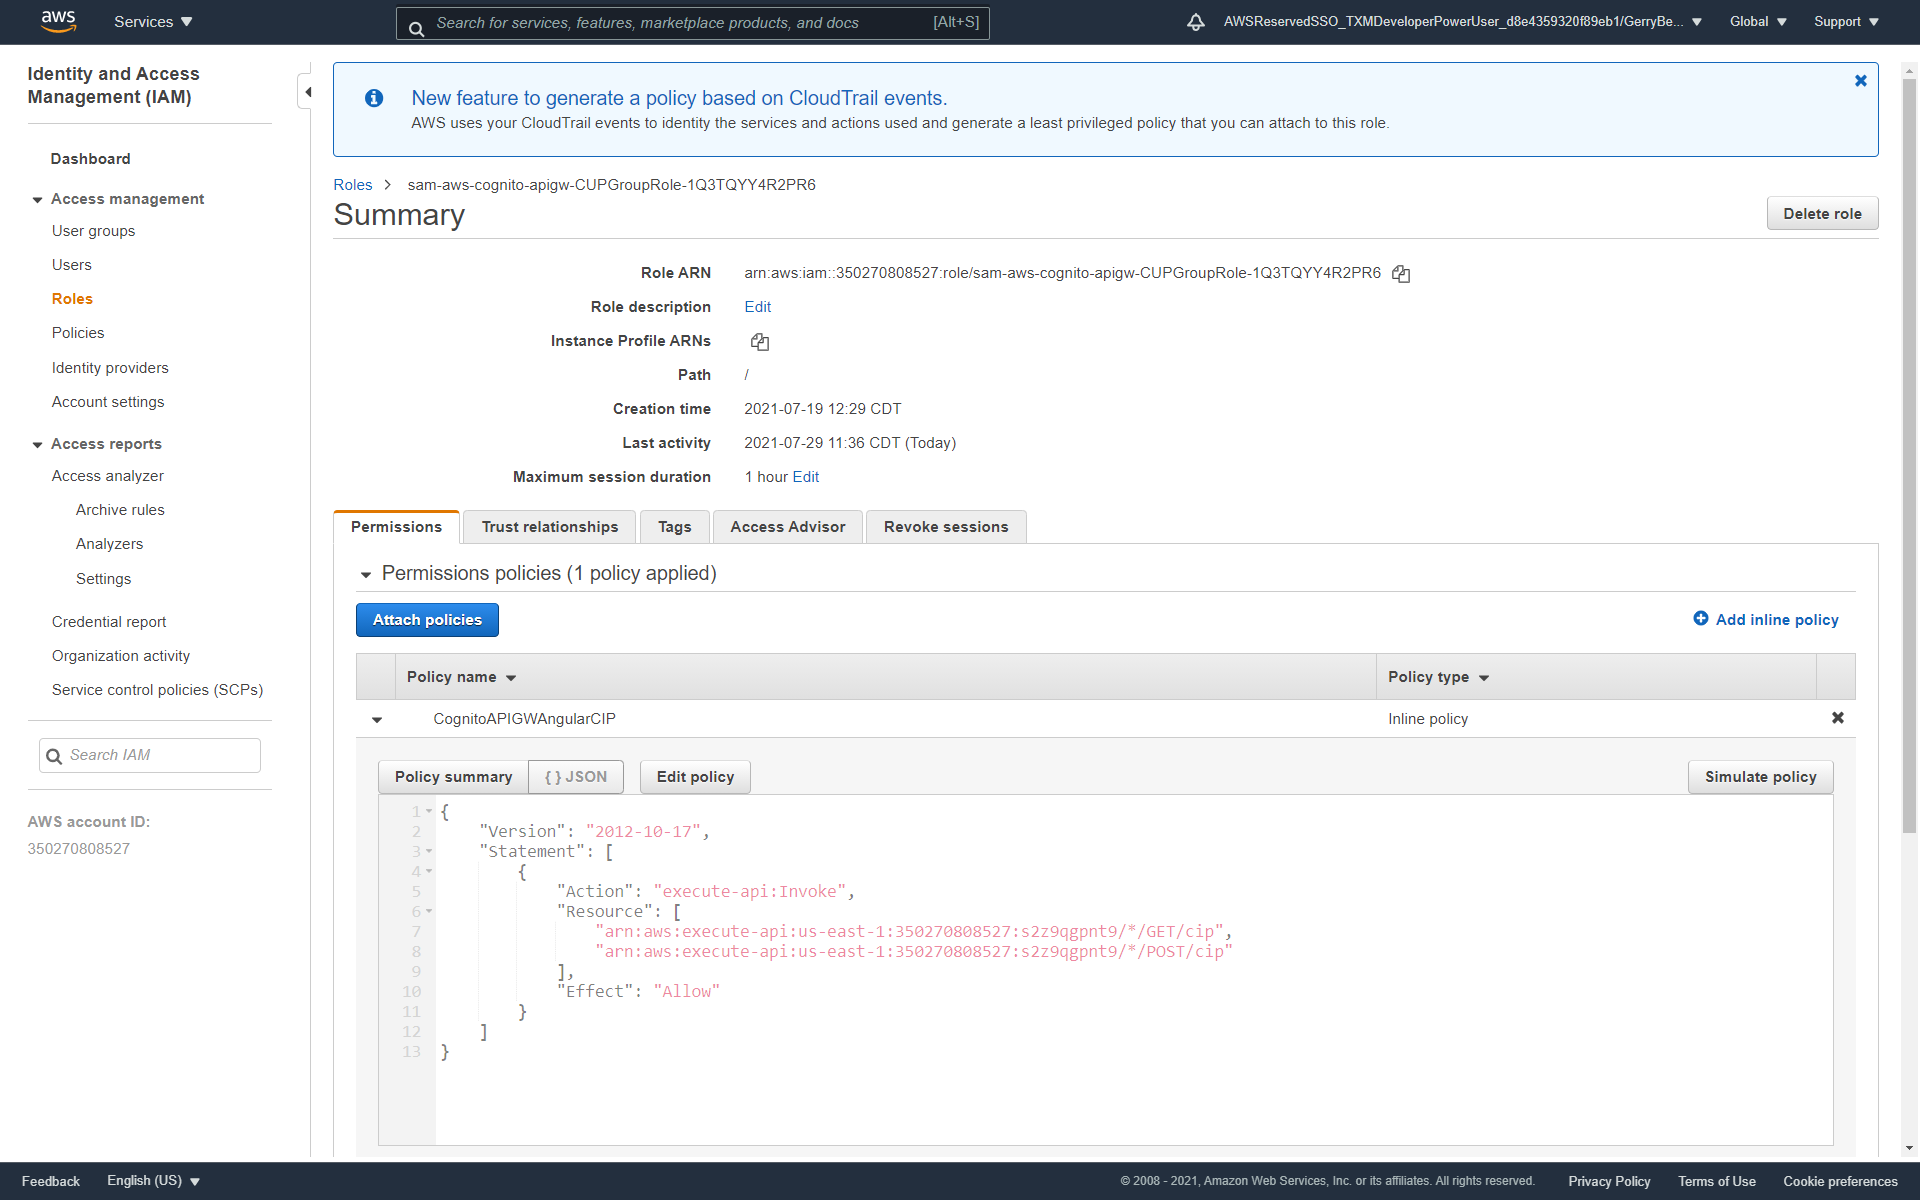 aws Services Search for services, features, marketplace products, and docs [Alt+S] AWSReservedSSO_TXMDeveloperPowerUser_d8e4359320f89eb1/GerryBe... Global Support
Identity and Access
Management (IAM)
Dashboard
Access management
User groups
Users
Roles
Policies
Identity providers
Account settings
Access reports
Access analyzer
Archive rules
Analyzers
Settings
Credential report
Organization activity
Service control policies (SCPs)
Search IAM
AWS account ID:
350270808527
New feature to generate a policy based on CloudTrail events.
AWS uses your CloudTrail events to identify the services and actions used and generate a least privileged policy that you can attach to this role.
Roles > sam-aws-cognito-apigw-CUPGroupRole-1Q3TQYY4R2PR6
Summary
Delete role
Role ARN arn:aws:iam::350270808527:role/sam-aws-cognito-apigw-CUPGroupRole-1Q3TQYY4R2PR6
Role description Edit
Instance Profile ARNs
Path /
Creation time 2021-07-19 12:29 CDT
Last activity 2021-07-29 11:36 CDT (Today)
Maximum session duration 1 hour Edit
Permissions Trust relationships Tags Access Advisor Revoke sessions
Permissions policies (1 policy applied)
Attach policies Add inline policy
Policy name Policy type
CognitoAPIGWAngularCIP Inline policy
Policy summary { } JSON Edit policy Simulate policy
1 {
2 "Version": "2012-10-17",
3 "Statement": [
4 {
5 "Action": "execute-api:Invoke",
6 "Resource": [
7 "arn:aws:execute-api:us-east-1:350270808527:s2z9qgpnt9/*/GET/cip",
8 "arn:aws:execute-api:us-east-1:350270808527:s2z9qgpnt9/*/POST/cip"
9 ],
10 "Effect": "Allow"
11 }
12 ]
13 }
Feedback English (US) © 2008 - 2021, Amazon Web Services, Inc. or its affiliates. All rights reserved. Privacy Policy Terms of Use Cookie preferences